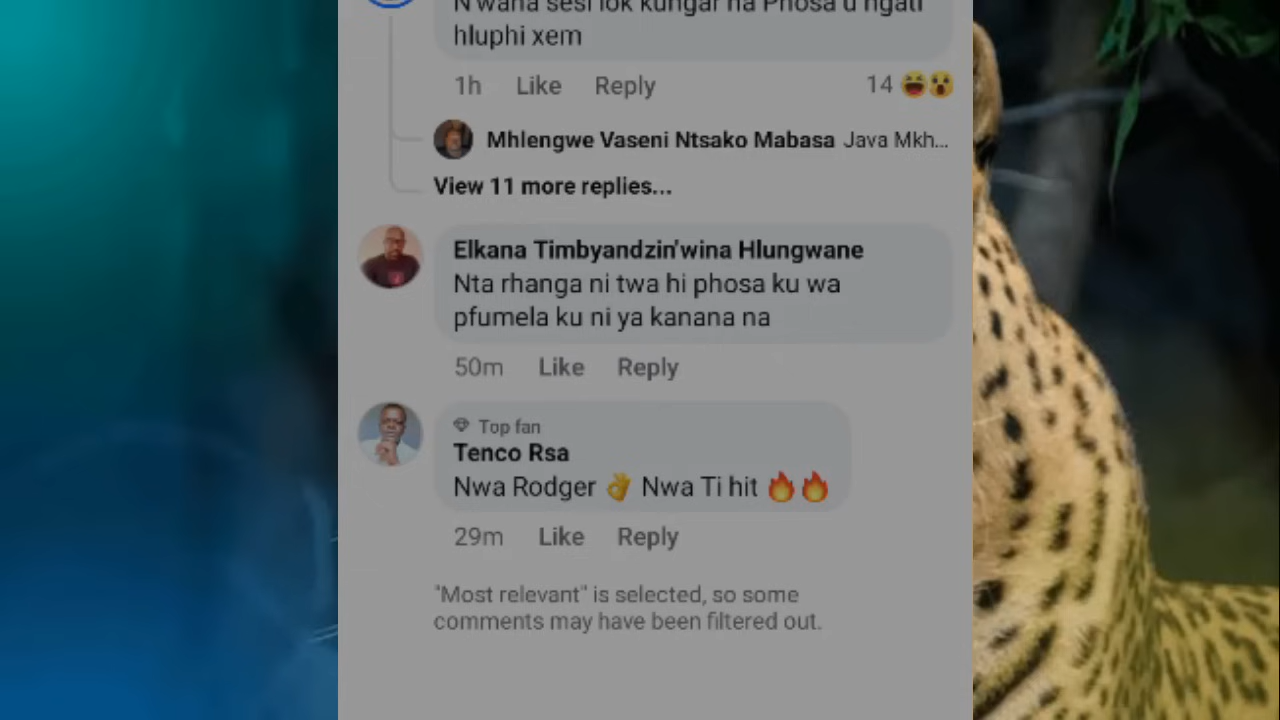 N'wana sesi lok kungar na Phosa u ngati
hluphi xem
1h Like Reply 14 😆😮
Mhlengwe Vaseni Ntsako Mabasa Java Mkh...
View 11 more replies...
Elkana Timbyandzin'wina Hlungwane
Nta rhanga ni twa hi phosa ku wa
pfumela ku ni ya kanana na
50m Like Reply
Top fan
Tenco Rsa
Nwa Rodger 👌 Nwa Ti hit 🔥🔥
29m Like Reply
"Most relevant" is selected, so some
comments may have been filtered out.